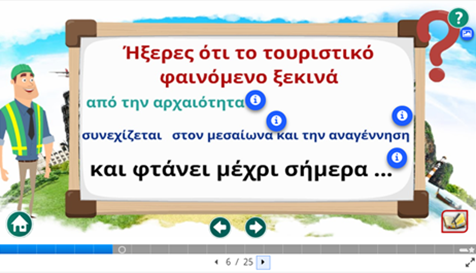 Ήξερες ότι το τουριστικό
φαινόμενο ξεκινά
από την αρχαιότητα
συνεχίζεται στον μεσαίωνα και την αναγέννηση
και φτάνει μέχρι σήμερα ...
6 / 25